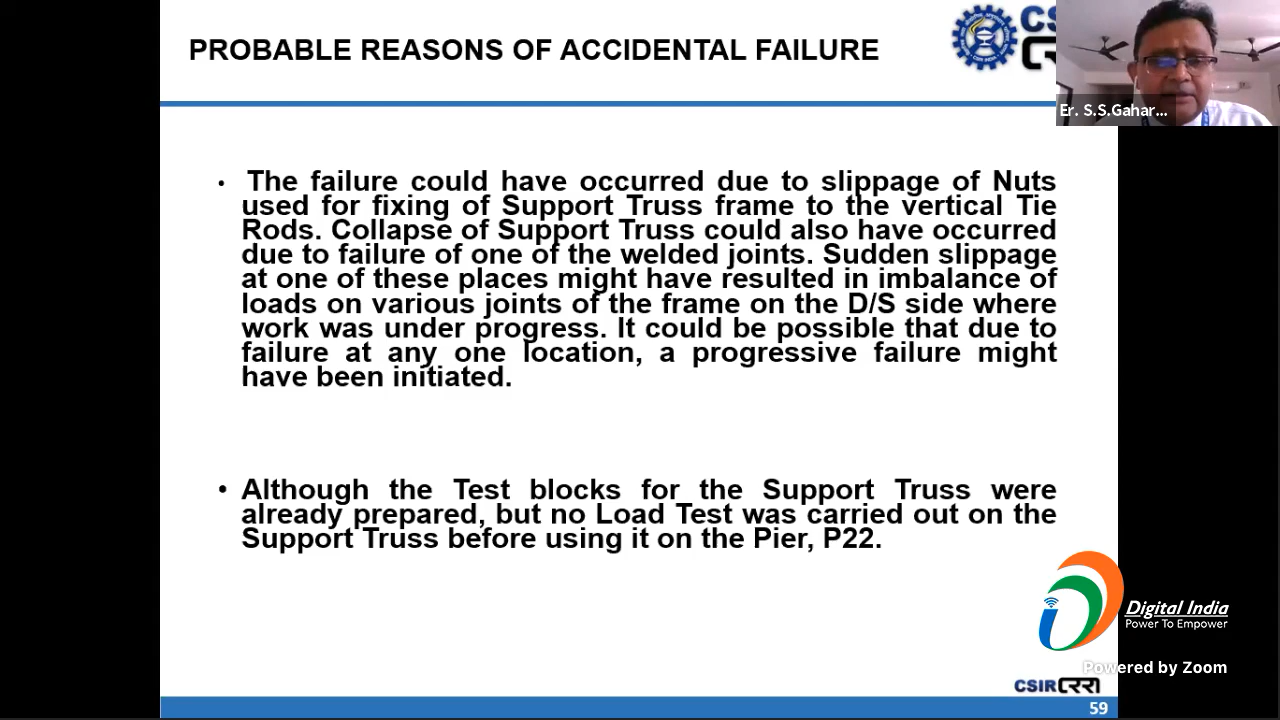 PROBABLE REASONS OF ACCIDENTAL FAILURE
CSI
Er. S.S.Gahar...
• The failure could have occurred due to slippage of Nuts
used for fixing of Support Truss frame to the vertical Tie
Rods. Collapse of Support Truss could also have occurred
due to failure of one of the welded joints. Sudden slippage
at one of these places might have resulted in imbalance of
loads on various joints of the frame on the D/S side where
work was under progress. It could be possible that due to
failure at any one location, a progressive failure might
have been initiated.
• Although the Test blocks for the Support Truss were
already prepared, but no Load Test was carried out on the
Support Truss before using it on the Pier, P22.
Digital India
Power To Empower
Powered by Zoom
CSIR CRRI
59